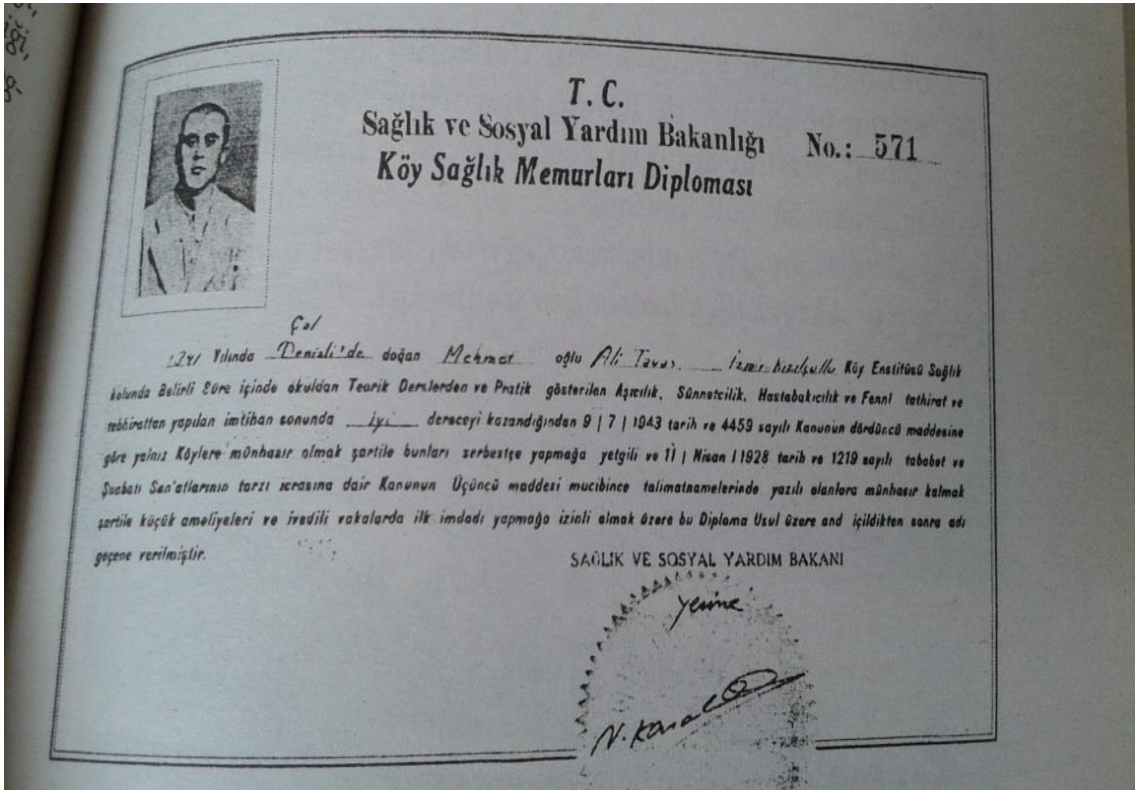 T. C.
Sağlık ve Sosyal Yardım Bakanlığı
No.: 571
Köy Sağlık Memurları Diploması
Çal
Yılında Denizli'de doğan Mehmet oğlu Ali Köy Enstitüsü Sağlık
kolunda Belirli Süre içinde okuldan Teorik Derslerden ve Pratik gösterilen Aşıcılık, Sünnetcilik, Hastabakıcılık ve Fennî tathirat ve
tebhirattan yapılan imtihan sonunda iyi dereceyi kazandığından 9 / 7 / 1943 tarih ve 4459 sayılı Kanunun dördüncü maddesine
göre yalnız Köylere münhasır olmak şartile bunları serbestçe yapmağa yetgili ve 11 / Nisan / 1928 tarih ve 1219 sayılı tababet ve
Şuabatı San'atlarının tarzı icrasına dair Kanunun Üçüncü maddesi mucibince talimatnamelerinde yazılı olanlara münhasır kalmak
şartile küçük ameliyeleri ve ivedili vakalarda ilk imdadı yapmağa izinli olmak üzere bu Diploma Usul üzere and içildikten sonra adı
geçene verilmiştir.
SAĞLIK VE SOSYAL YARDIM BAKANI
Yerine